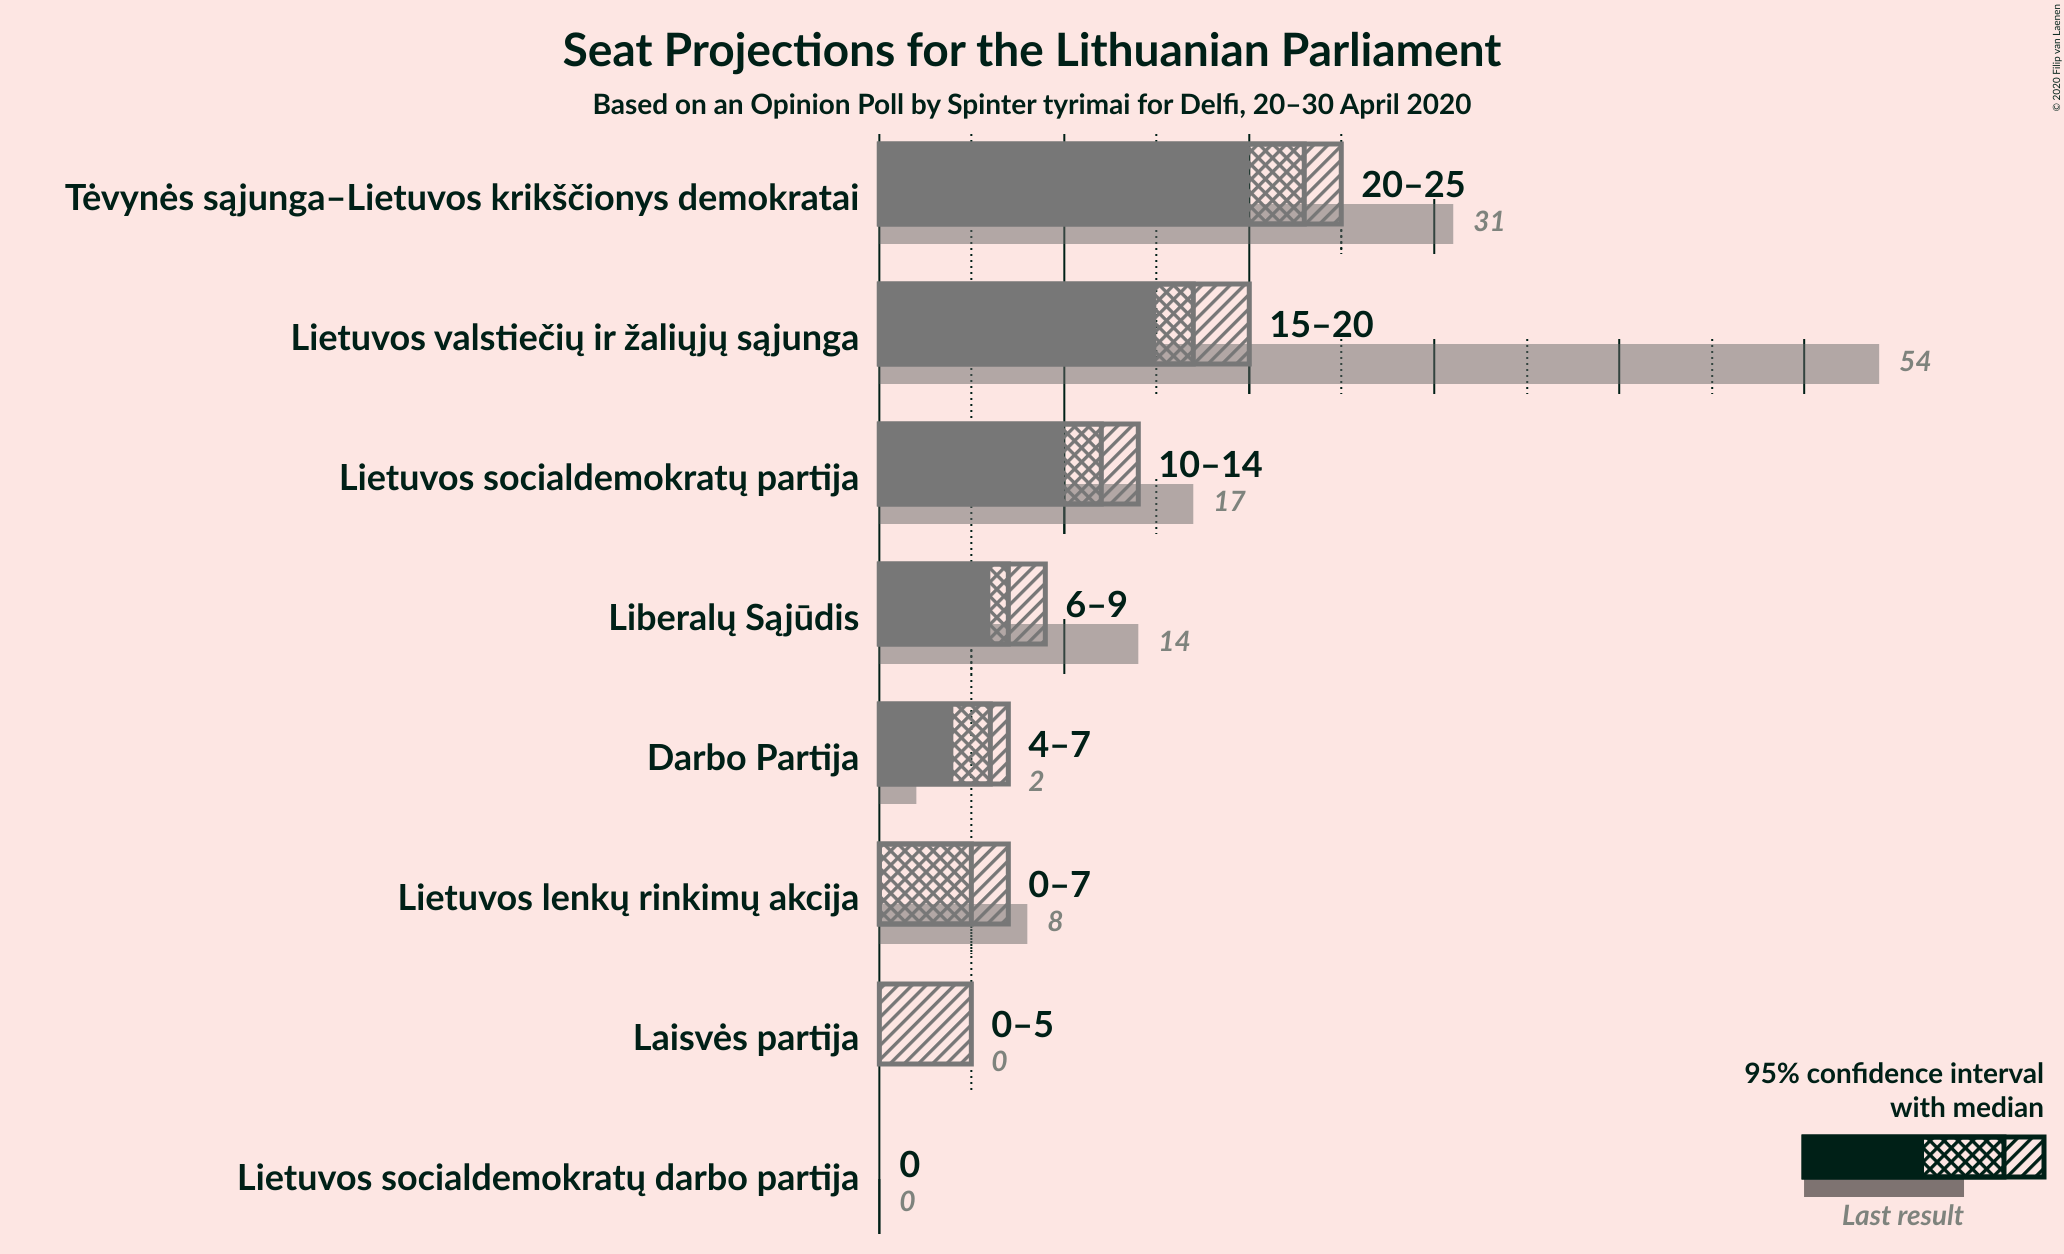 Seat Projections for the Lithuanian Parliament
Based on an Opinion Poll by Spinter tyrimai for Delfi, 20–30 April 2020
© 2020 Filip van Laenen
Tėvynės sąjunga–Lietuvos krikščionys demokratai
20–25
31
Lietuvos valstiečių ir žaliųjų sąjunga
15–20
54
Lietuvos socialdemokratų partija
10–14
17
Liberalų Sąjūdis
6–9
14
Darbo Partija
4–7
2
Lietuvos lenkų rinkimų akcija
0–7
8
Laisvės partija
0–5
0
Lietuvos socialdemokratų darbo partija
0
0
95% confidence interval
with median
Last result